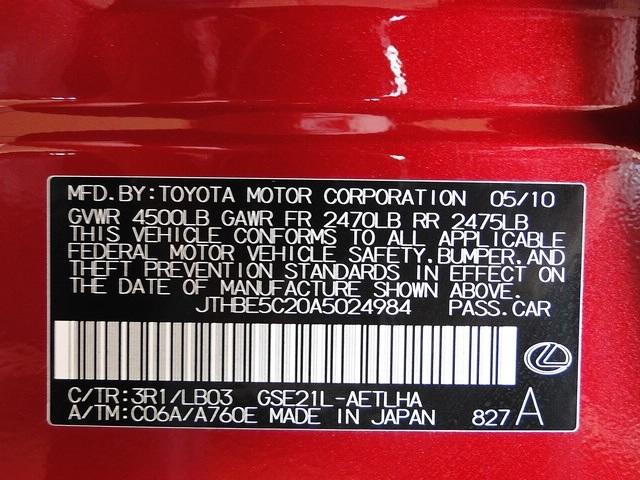 MFD.BY:TOYOTA MOTOR CORPORATION 05/10
GVWR 4500LB GAWR FR 2470LB RR 2475LB
THIS VEHICLE CONFORMS TO ALL APPLICABLE
FEDERAL MOTOR VEHICLE SAFETY,BUMPER,AND
THEFT PREVENTION STANDARDS IN EFFECT ON
THE DATE OF MANUFACTURE SHOWN ABOVE.
JTHBE5C20A5024984 PASS.CAR
C/TR:3R1/LB03 GSE21L-AETLHA
A/TM:C06A/A760E MADE IN JAPAN 827 A